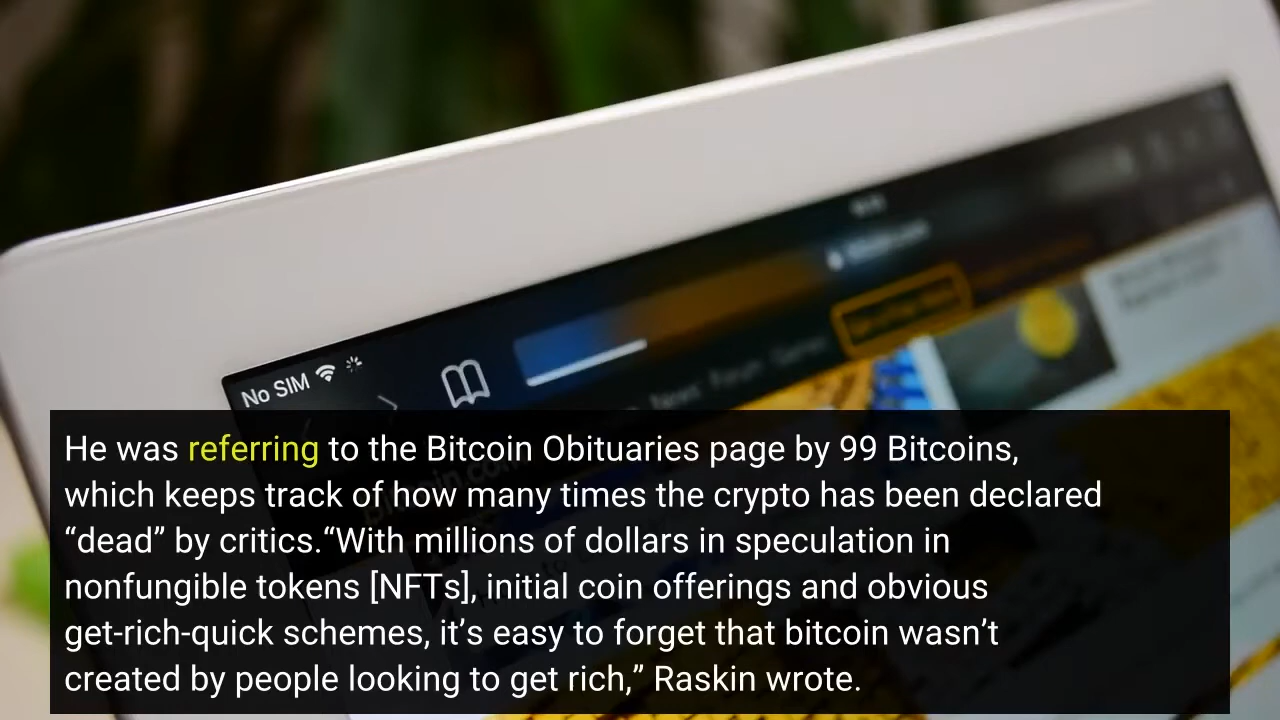 No SIM
He was referring to the Bitcoin Obituaries page by 99 Bitcoins,
which keeps track of how many times the crypto has been declared
“dead” by critics.“With millions of dollars in speculation in
nonfungible tokens [NFTs], initial coin offerings and obvious
get-rich-quick schemes, it’s easy to forget that bitcoin wasn’t
created by people looking to get rich,” Raskin wrote.